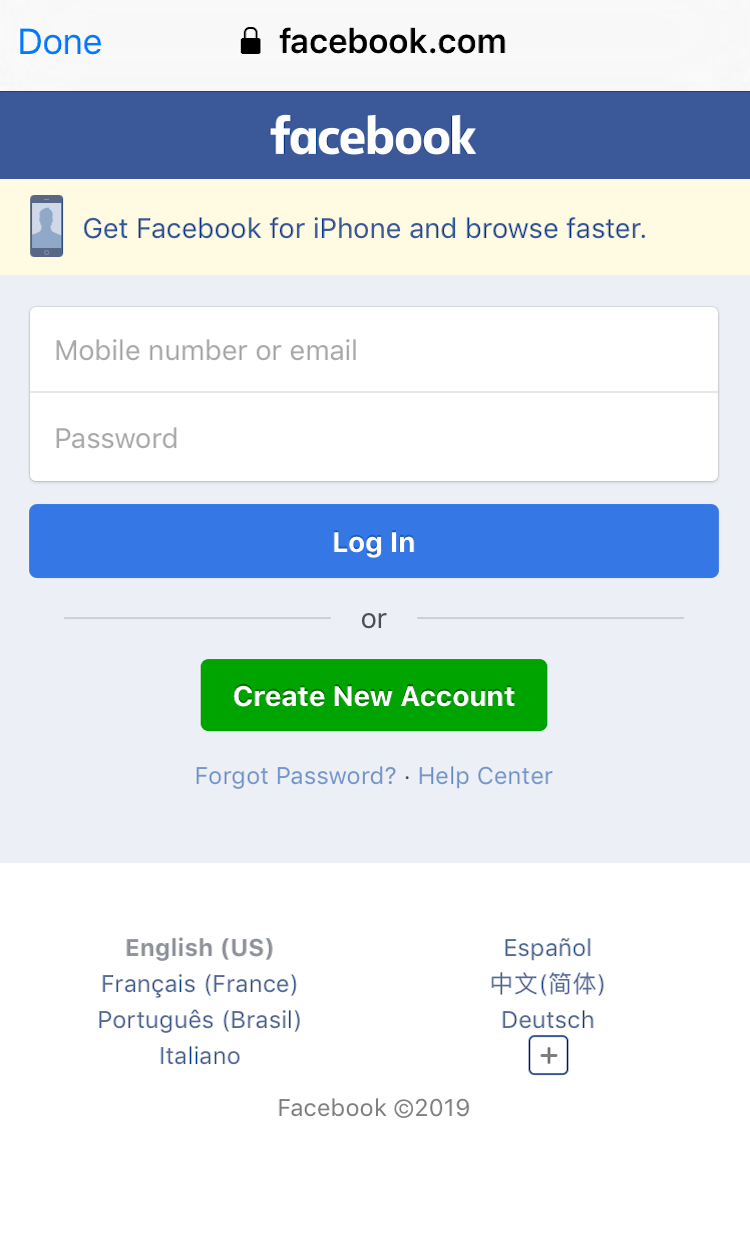 Done
facebook.com
facebook
Get Facebook for iPhone and browse faster.
Mobile number or email
Password
Log In
or
Create New Account
Forgot Password? · Help Center
English (US) Español
Français (France) 中文(简体)
Português (Brasil) Deutsch
Italiano +
Facebook ©2019